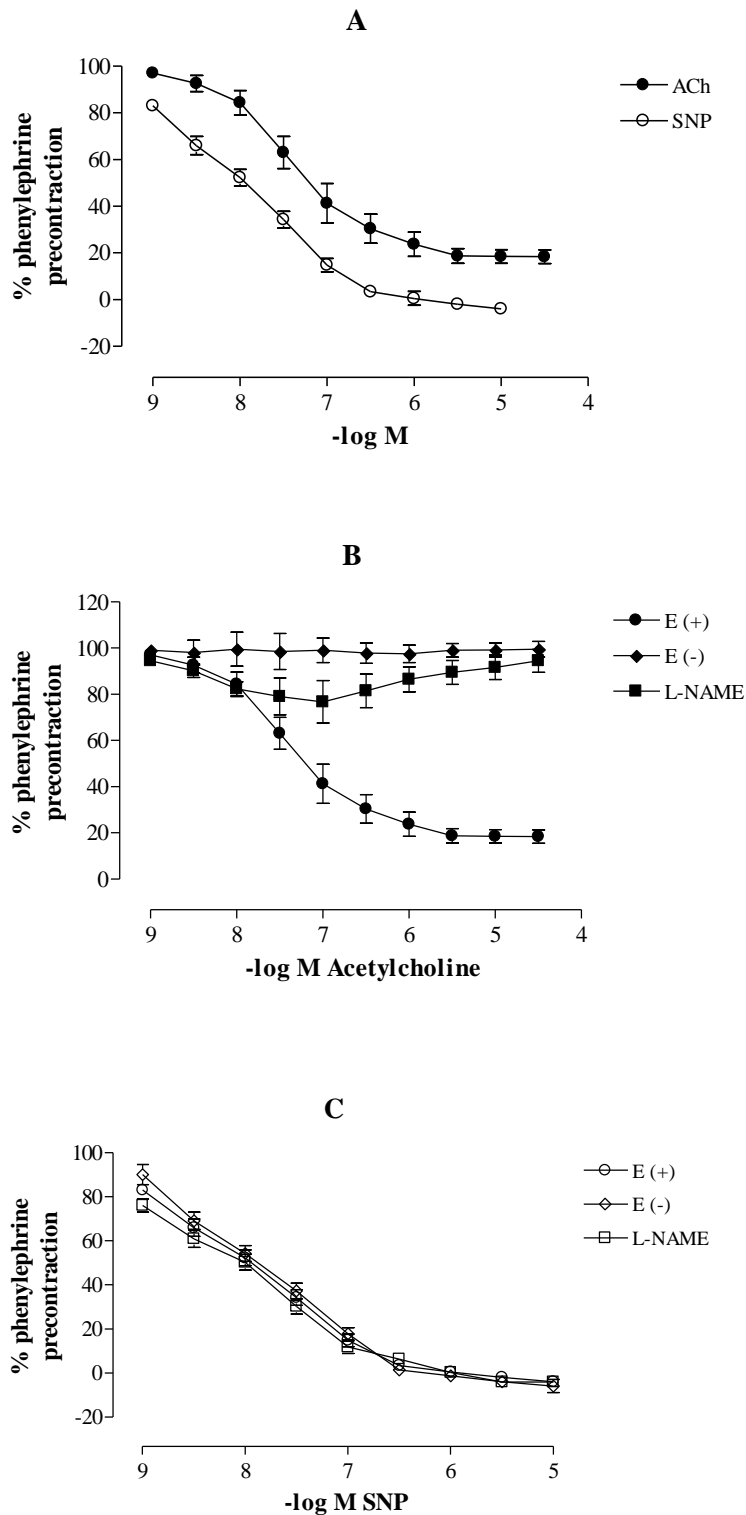 A
% phenylephrine
precontraction
100
80
60
40
20
0
-20
9 8 7 6 5 4
-log M
ACh
SNP
B
% phenylephrine
precontraction
120
100
80
60
40
20
0
9 8 7 6 5 4
-log M Acetylcholine
E (+)
E (-)
L-NAME
C
% phenylephrine
precontraction
100
80
60
40
20
0
-20
9 8 7 6 5
-log M SNP
E (+)
E (-)
L-NAME